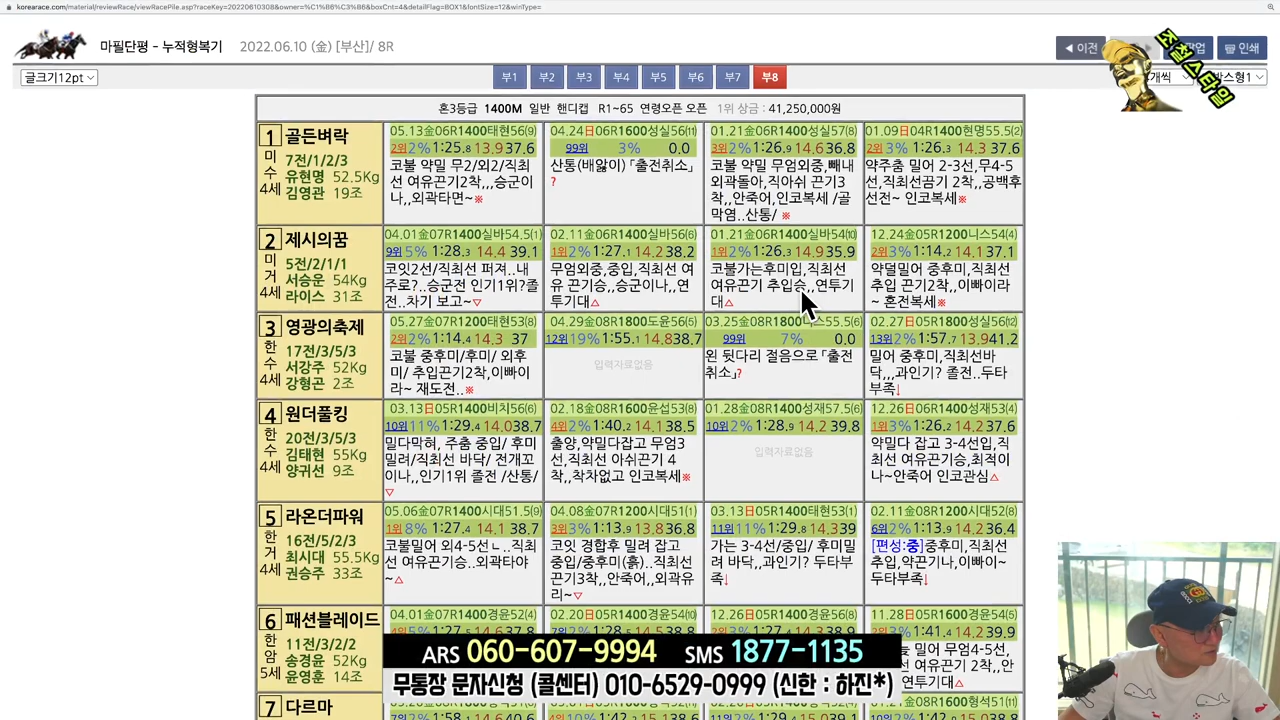 korearace.com/material/reviewRace/viewRacePile.asp?raceKey=20220610308&owner=%C1%B6%C3%B6&boxCnt=4&detailFlag=BOX1&fontSize=12&winType=
마필단평 - 누적형복기 2022.06.10 (金) [부산]/ 8R
◀ 이전
인쇄
조철스타일
글크기12pt
부1 부2 부3 부4 부5 부6 부7 부8
혼3등급 1400M 일반 핸디캡 R1~65 연령오픈 오픈 1위 상금 : 41,250,000원
1 골든벼락
미
수
4세
7전/1/2/3
유현명 52.5Kg
김영관 19조
05.13金06R1400태현56(9)
2위2% 1:25.8 13.9 37.6
코불 약밀 무2/외2/직최
선 여유끈기2착,,,승군이
나,,외곽타면~※
04.24日06R1600성실56(11)
99위 3% 0.0
산통(배앓이)「출전취소」
?
01.21金06R1400성실57(8)
3위2% 1:26.9 14.6 36.8
코불 약밀 무엄외중,빼내
외곽돌아,직아쉬 끈기3
착,,안죽어,인코복세 /골
막염..산통/ ※
01.09日04R1400현명55.5(2)
2위 3% 1:26.3 14.3 37.6
약주춤 밀어 2-3선,무4-5
선,직최선끔기 2착,,공백후
선전~ 인코복세※
2 제시의꿈
미
거
4세
5전/2/1/1
서승운 54Kg
라이스 31조
04.01金07R1400실바54.5(1)
9위 5% 1:28.3 14.4 39.1
코잇2선/직최선 퍼져..내
주로?..승군전 인기1위?졸
전..차기 보고~▽
02.11金06R1400실바56(6)
1위2% 1:27.1 14.2 38.2
무엄외중,중입,직최선 여
유 끈기승,,승군이나,,연
투기대△
01.21金06R1400실바54(10)
1위2% 1:26.3 14.9 35.9
코불가는후미입,직최선
여유끈기 추입승,,연투기
대△
12.24金05R1200니스54(4)
2위3% 1:14.2 14.1 37.1
약덜밀어 중후미,직최선
추입 끈기2착,,이빠이라
~ 혼전복세※
3 영광의축제
한
수
4세
17전/3/5/3
서강주 52Kg
강형곤 2조
05.27金07R1200태현53(8)
2위2% 1:14.4 14.3 37
코불 중후미/후미/ 외후
미/ 추입끈기2착,이빠이
라~ 재도전..※
04.29金08R1800도윤56(5)
12위19% 1:55.1 14.838.7
입력자료없음
03.25金08R1800니스55.5(6)
99위 7% 0.0
왼 뒷다리 절음으로「출전
취소」?
02.27日05R1800성실56(12)
13위2% 1:57.7 13.941.2
밀어 중후미,직최선바
닥,,,과인기? 졸전..두타
부족↓
4 원더풀킹
한
수
4세
20전/3/5/3
김태현 55Kg
양귀선 9조
03.13日05R1400비치56(6)
10위11% 1:29.4 14.0 38.7
밀다막혀, 주춤 중입/ 후미
밀려/직최선 바닥/ 전개꼬
이나,,인기1위 졸전 /산통/
▽
02.18金08R1600윤섭53(8)
4위2% 1:40.2 14.1 38.5
출양,약밀다잡고 무엄3
선,직최선 아쉬끈기 4
착,,착차없고 인코복세※
01.28金08R1400성재57.5(6)
10위2% 1:28.9 14.2 39.8
입력자료없음
12.26日06R1400성재53(4)
1위3% 1:26.2 14.2 37.6
약밀다 잡고 3-4선입,직
최선 여유끈기승,최적이
나~안죽어 인코관심△
5 라온더파워
한
거
4세
16전/5/2/3
최시대 55.5Kg
권승주 33조
05.06金07R1400시대51.5(9)
1위 8% 1:27.4 14.1 38.7
코불밀어 외4-5선ㄴ..직최
선 여유끈기승..외곽타야
~△
04.08金07R1200시대51(1)
3위3% 1:13.9 13.8 36.8
코잇 경합후 밀려 잡고
중입/중후미(흙)..직최선
끈기3착,,안죽어,,외곽유
리~▽
03.13日05R1400태현53(1)
11위11% 1:29.8 14.339
가는 3-4선/중입/ 후미밀
려 바닥,,과인기? 두타부
족↓
02.11金08R1200시대52(8)
6위2% 1:13.9 14.2 36.4
[편성:중]중후미,직최선
추입,약끈기나,이빠이~
두타부족↓
6 패션블레이드
한
암
5세
11전/3/2/2
송경윤 52Kg
윤영훈 14조
04.01金07R1400경윤52(4)
02.20日07R1400경윤54(10)
12.26日05R1400경윤56(8)
11.28日08R1600경윤54(5)
1:41.4 14.2 39.9
밀어 무엄4-5선,
선 여유끈기 2착,,안
연투기대△
7 다르마
ARS 060-607-9994 SMS 1877-1135
무통장 문자신청 (콜센터) 010-6529-0999 (신한 : 하진*)